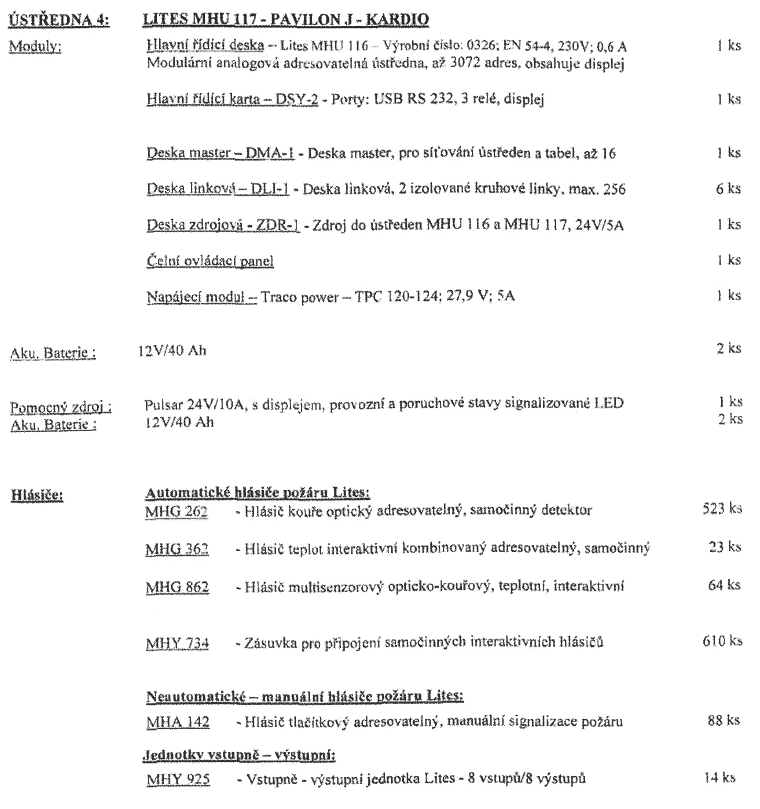 ÚSTŘEDNA 4: LITES MHU 117 - PAVILON J - KARDIO
Moduly: Hlavní řídící deska – Lites MHU 116 – Výrobní číslo: 0326; EN 54-4, 230V; 0,6 A 1 ks
Modulární analogová adresovatelná ústředna, až 3072 adres, obsahuje displej
Hlavní řídící karta – DSY-2 - Porty: USB RS 232, 3 relé, displej 1 ks
Deska master – DMA-1 - Deska master, pro síťování ústředen a tabel, až 16 1 ks
Deska linková – DLI-1 - Deska linková, 2 izolované kruhové linky, max. 256 6 ks
Deska zdrojová - ZDR-1 - Zdroj do ústředen MHU 116 a MHU 117, 24V/5A 1 ks
Čelní ovládací panel 1 ks
Napájecí modul – Traco power – TPC 120-124; 27,9 V; 5A 1 ks
Aku. Baterie : 12V/40 Ah 2 ks
Pomocný zdroj : Pulsar 24V/10A, s displejem, provozní a poruchové stavy signalizované LED 1 ks
Aku. Baterie : 12V/40 Ah 2 ks
Hlásiče: Automatické hlásiče požáru Lites:
MHG 262 - Hlásič kouře optický adresovatelný, samočinný detektor 523 ks
MHG 362 - Hlásič teplot interaktivní kombinovaný adresovatelný, samočinný 23 ks
MHG 862 - Hlásič multisenzorový opticko-kouřový, teplotní, interaktivní 64 ks
MHY 734 - Zásuvka pro připojení samočinných interaktivních hlásičů 610 ks
Neautomatické – manuální hlásiče požáru Lites:
MHA 142 - Hlásič tlačítkový adresovatelný, manuální signalizace požáru 88 ks
Jednotky vstupně – výstupní:
MHY 925 - Vstupně - výstupní jednotka Lites - 8 vstupů/8 výstupů 14 ks